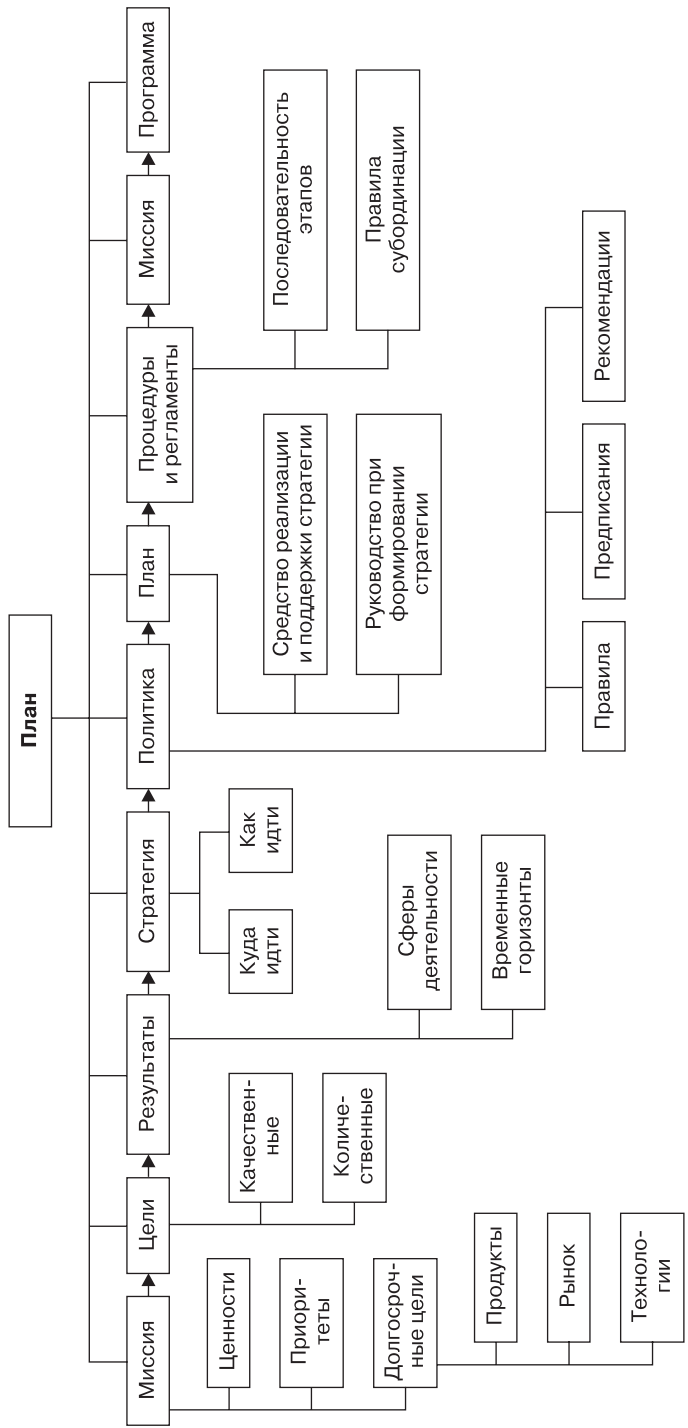 План
Миссия
Цели
Результаты
Стратегия
Политика
План
Процедуры
и регламенты
Миссия
Программа
Ценности
Приори-
теты
Долгосроч-
ные цели
Продукты
Рынок
Техноло-
гии
Качествен-
ные
Количе-
ственные
Сферы
деятельности
Временные
горизонты
Куда
идти
Как
идти
Правила
Предписания
Рекомендации
Средство реализации
и поддержки стратегии
Руководство при
формировании
стратегии
Последовательность
этапов
Правила
субординации